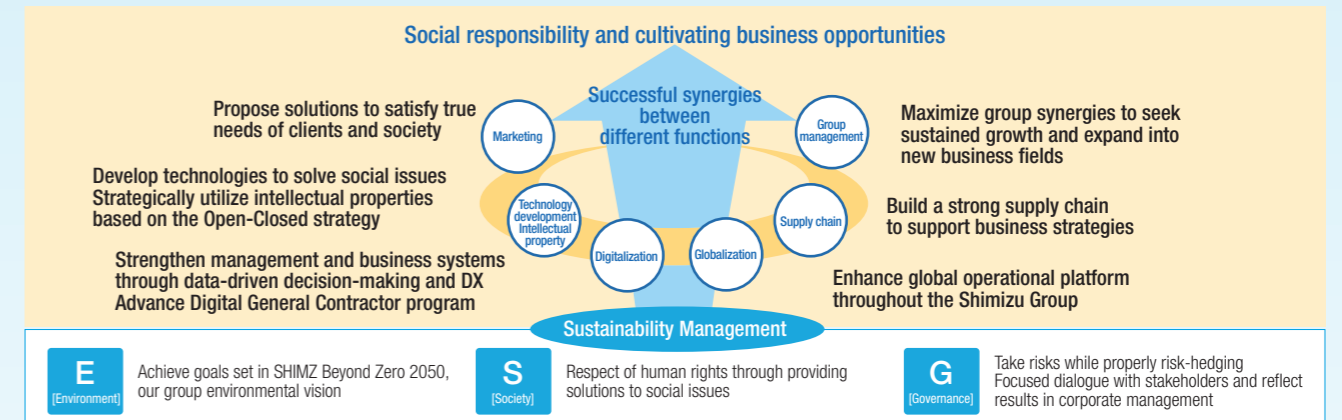 Social responsibility and cultivating business opportunities
Successful synergies
between
different functions
Propose solutions to satisfy true
needs of clients and society
Marketing
Group
management
Maximize group synergies to seek
sustained growth and expand into
new business fields
Develop technologies to solve social issues
Strategically utilize intellectual properties
based on the Open-Closed strategy
Technology
development
Intellectual
property
Supply chain
Build a strong supply chain
to support business strategies
Strengthen management and business systems
through data-driven decision-making and DX
Advance Digital General Contractor program
Digitalization
Globalization
Enhance global operational platform
throughout the Shimizu Group
Sustainability Management
E
[Environment]
Achieve goals set in SHIMZ Beyond Zero 2050,
our group environmental vision
S
[Society]
Respect of human rights through providing
solutions to social issues
G
[Governance]
Take risks while properly risk-hedging
Focused dialogue with stakeholders and reflect
results in corporate management